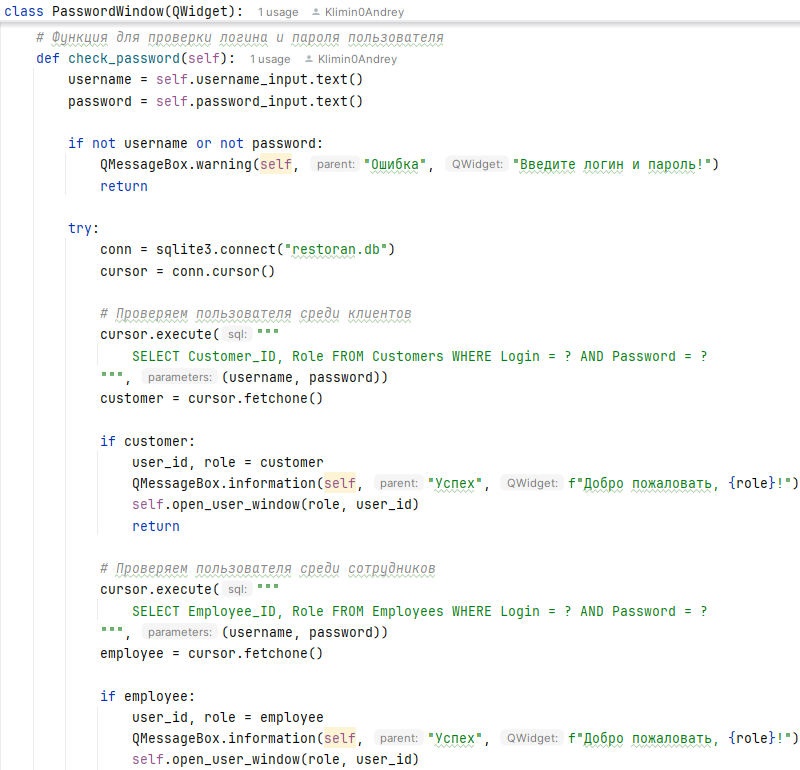 class PasswordWindow(QWidget): 1 usage Klimin0Andrey
# Функция для проверки логина и пароля пользователя
def check_password(self): 1 usage Klimin0Andrey
username = self.username_input.text()
password = self.password_input.text()
if not username or not password:
QMessageBox.warning(self, parent: "Ошибка", QWidget: "Введите логин и пароль!")
return
try:
conn = sqlite3.connect("restoran.db")
cursor = conn.cursor()
# Проверяем пользователя среди клиентов
cursor.execute( sql: """
SELECT Customer_ID, Role FROM Customers WHERE Login = ? AND Password = ?
""", parameters: (username, password))
customer = cursor.fetchone()
if customer:
user_id, role = customer
QMessageBox.information(self, parent: "Успех", QWidget: f"Добро пожаловать, {role}!")
self.open_user_window(role, user_id)
return
# Проверяем пользователя среди сотрудников
cursor.execute( sql: """
SELECT Employee_ID, Role FROM Employees WHERE Login = ? AND Password = ?
""", parameters: (username, password))
employee = cursor.fetchone()
if employee:
user_id, role = employee
QMessageBox.information(self, parent: "Успех", QWidget: f"Добро пожаловать, {role}!")
self.open_user_window(role, user_id)